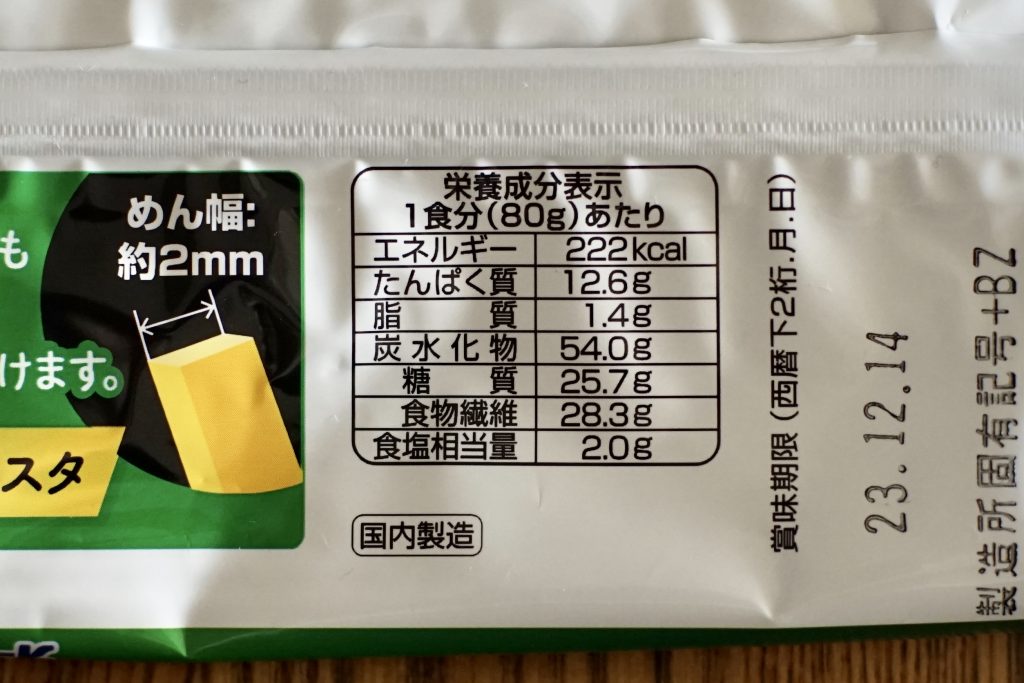 も
けます。
スタ
めん幅:
約2mm
栄養成分表示
1食分(80g)あたり
エネルギー 222kcal
たんぱく質 12.6g
脂質 1.4g
炭水化物 54.0g
糖質 25.7g
食物繊維 28.3g
食塩相当量 2.0g
国内製造
賞味期限(西暦下2桁.月.日)
23.12.14
製造所固有記号+BZ